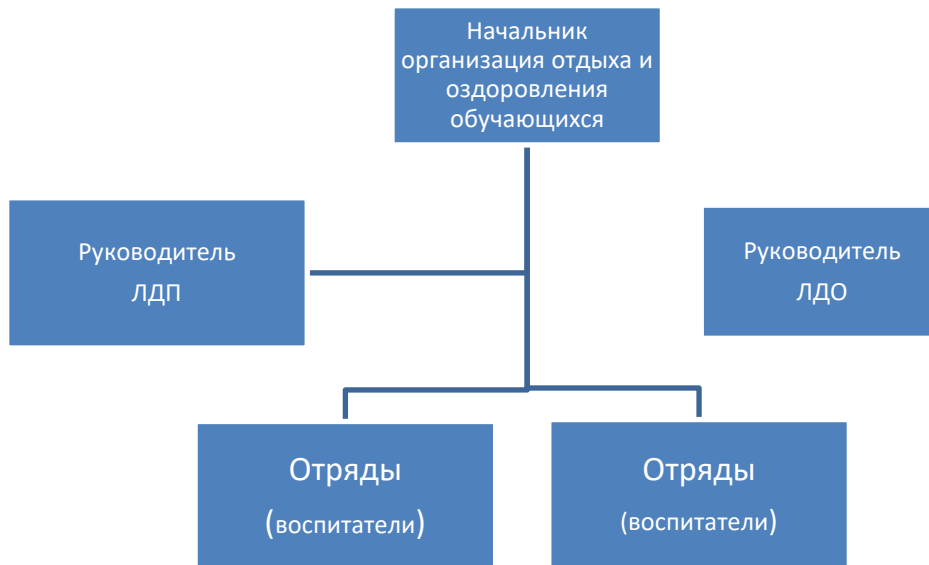 Начальник
организация отдыха и
оздоровления
обучающихся
Руководитель
ЛДП
Руководитель
ЛДО
Отряды
(воспитатели)
Отряды
(воспитатели)